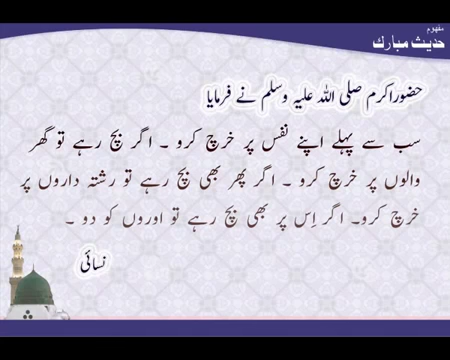 مفہوم
حدیث مبارک
حضور اکرم صلی اللہ علیہ وسلم نے فرمایا
سب سے پہلے اپنے نفس پر خرچ کرو ۔ اگر بچ رہے تو گھر
والوں پر خرچ کرو ۔ اگر پھر بھی بچ رہے تو رشتہ داروں پر
خرچ کرو۔ اگر اِس پر بھی بچ رہے تو اوروں کو دو ۔
نسائی